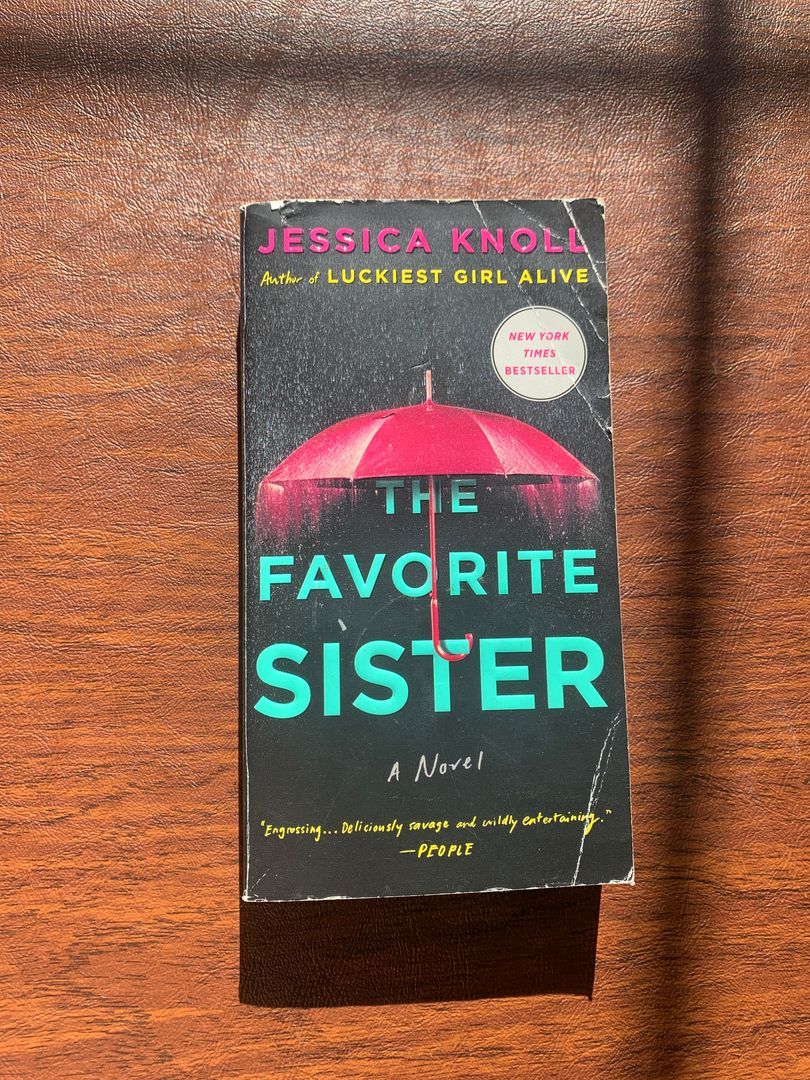 JESSICA KNOLL
Author of LUCKIEST GIRL ALIVE
NEW YORK
TIMES
BESTSELLER
THE
FAVORITE
SISTER
A Novel
"Engrossing... Deliciously savage and wildly entertaining."
—PEOPLE